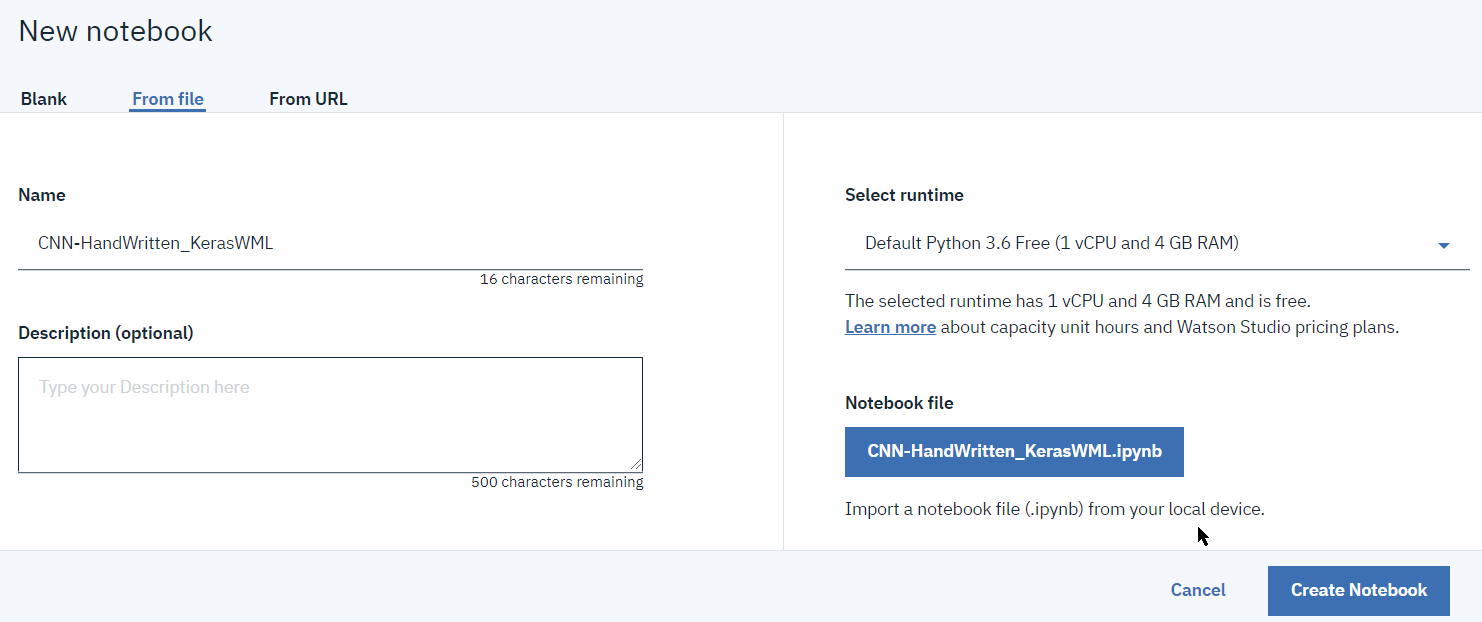 New notebook
Blank
From file
From URL
Name
CNN-HandWritten_KerasWML
16 characters remaining
Description (optional)
Type your Description here
500 characters remaining
Select runtime
Default Python 3.6 Free (1 vCPU and 4 GB RAM)
The selected runtime has 1 vCPU and 4 GB RAM and is free.
Learn more about capacity unit hours and Watson Studio pricing plans.
Notebook file
CNN-HandWritten_KerasWML.ipynb
Import a notebook file (.ipynb) from your local device.
Cancel
Create Notebook